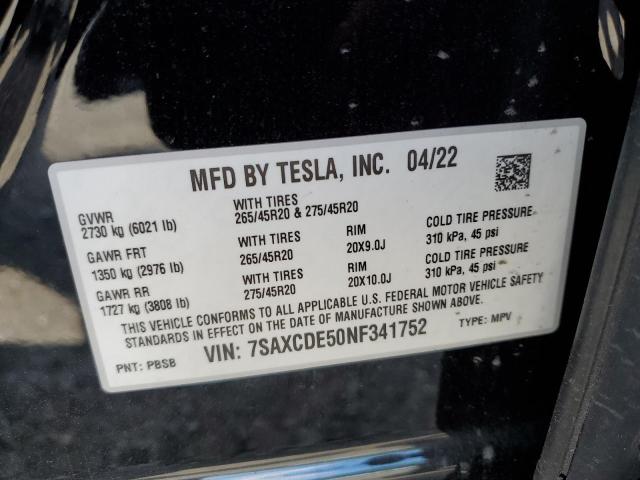 MFD BY TESLA, INC. 04/22
GVWR
2730 kg (6021 lb)
WITH TIRES
265/45R20 & 275/45R20
GAWR FRT
1350 kg (2976 lb)
WITH TIRES
265/45R20
RIM
20X9.0J
COLD TIRE PRESSURE
310 kPa, 45 psi
GAWR RR
1727 kg (3808 lb)
WITH TIRES
275/45R20
RIM
20X10.0J
COLD TIRE PRESSURE
310 kPa, 45 psi
THIS VEHICLE CONFORMS TO ALL APPLICABLE U.S. FEDERAL MOTOR VEHICLE SAFETY
STANDARDS IN EFFECT ON THE DATE OF MANUFACTURE SHOWN ABOVE.
PNT: PBSB VIN: 7SAXCDE50NF341752 TYPE: MPV